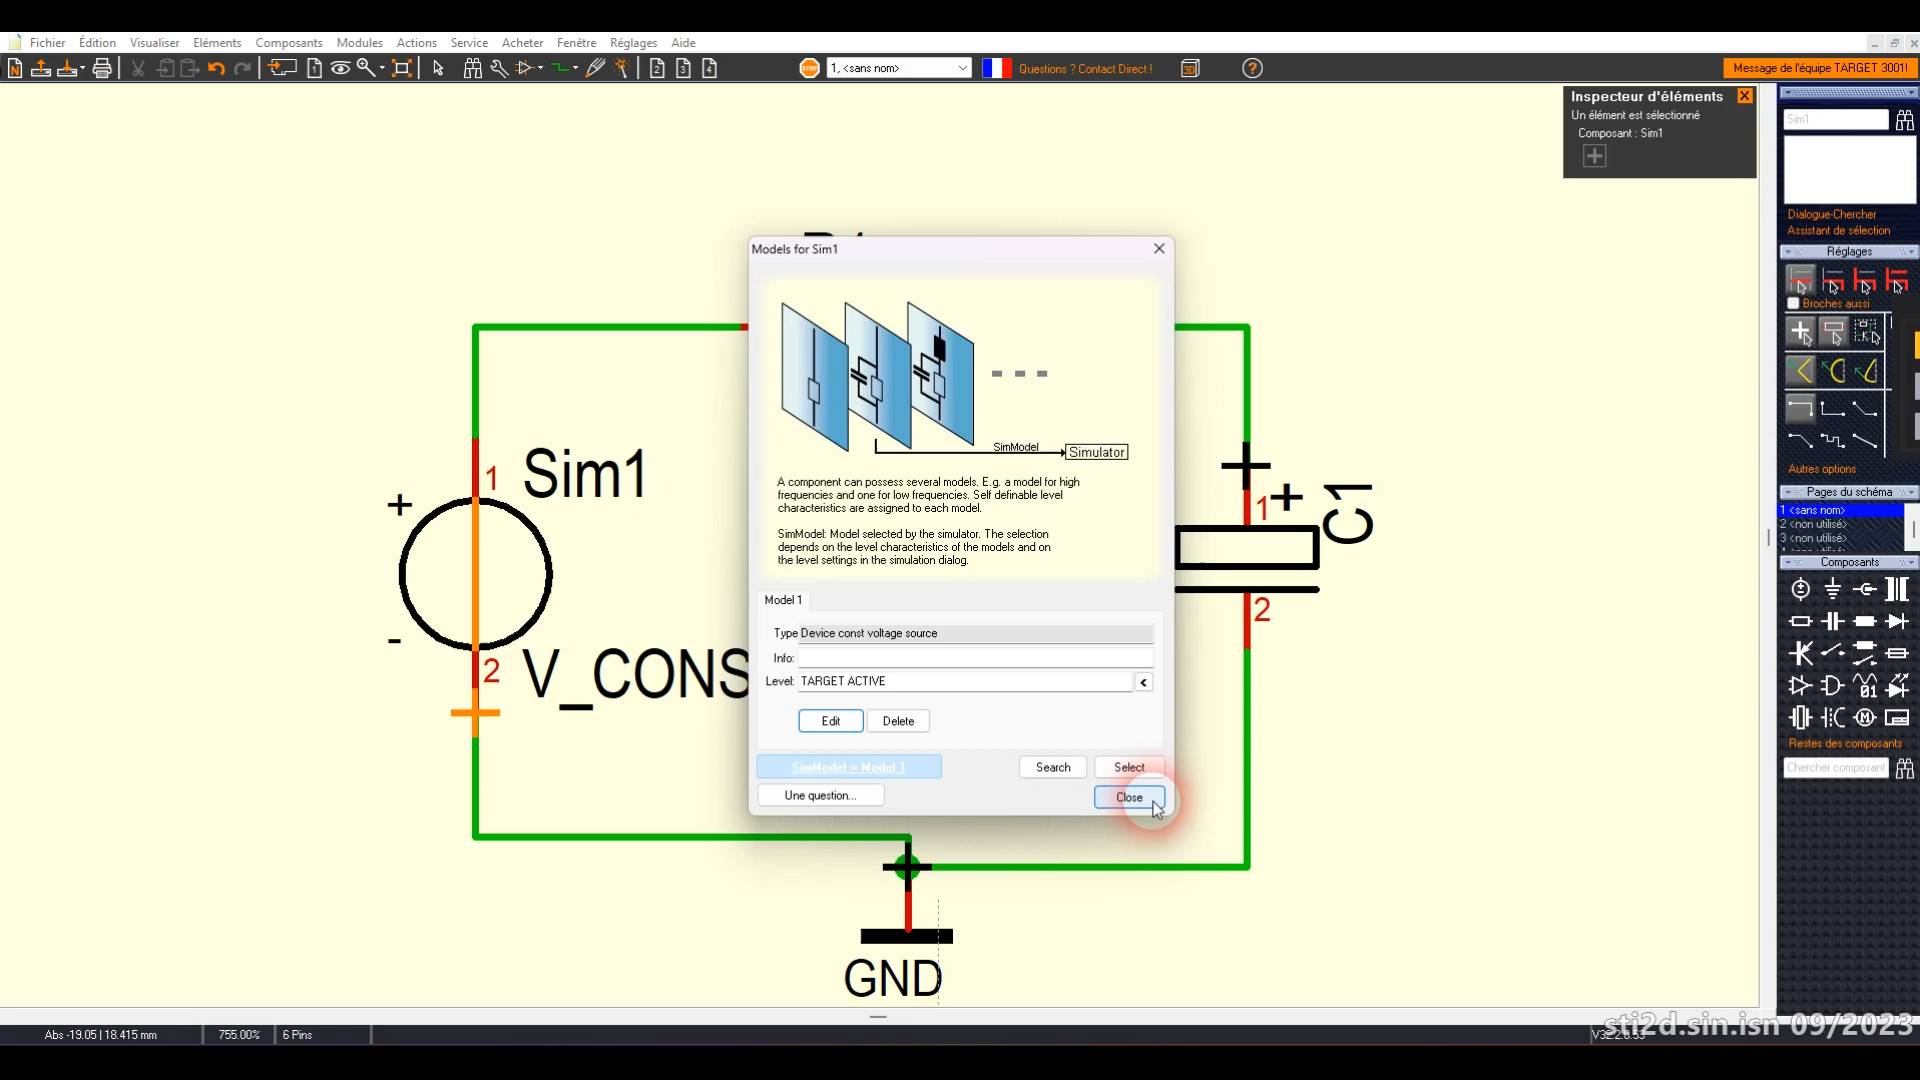 Fichier Édition Visualiser Eléments Composants Modules Actions Service Acheter Fenêtre Réglages Aide
N 1 2 3 4 STOP 1, <sans nom> Questions ? Contact Direct ! 3D ? Message de l'équipe TARGET 3001!
Inspecteur d'éléments
Un élément est sélectionné
Composant : Sim1
Sim1
Dialogue-Chercher
Assistant de sélection
Réglages
Broches aussi
Autres options
Pages du schéma
1 <sans nom>
2 <non utilisé>
3 <non utilisé>
Composants
01
M
Restes des composants
Chercher composant
Models for Sim1
SimModel
Simulator
A component can possess several models. E.g. a model for high
frequencies and one for low frequencies. Self definable level
characteristics are assigned to each model.
SimModel: Model selected by the simulator. The selection
depends on the level characteristics of the models and on
the level settings in the simulation dialog.
Model 1
Type Device const voltage source
Info:
Level: TARGET ACTIVE <
Edit Delete
SimModel = Model 1
Search Select
Une question...
Close
+
1
Sim1
-
2
V_CONS
1
+
C1
2
GND
Abs -19.05 | 18.415 mm 755.00% 6 Pins
sti2d.sin.isn 09/2023